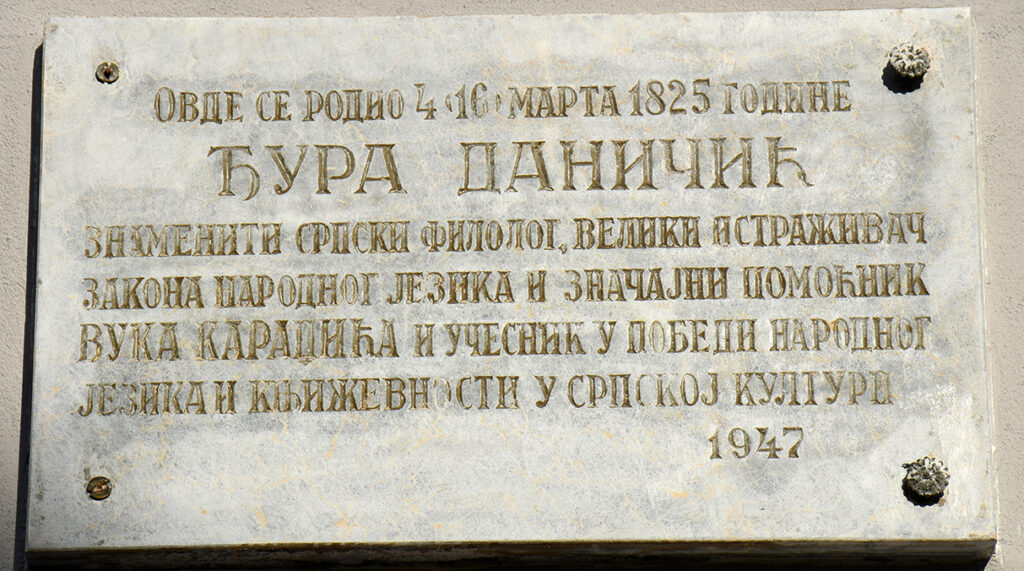 ОВДЕ СЕ РОДИО 4 (16) МАРТА 1825 ГОДИНЕ
ЂУРА ДАНИЧИЋ
ЗНАМЕНИТИ СРПСКИ ФИЛОЛОГ, ВЕЛИКИ ИСТРАЖИВАЧ
ЗАКОНА НАРОДНОГ ЈЕЗИКА И ЗНАЧАЈНИ ПОМОЋНИК
ВУКА КАРАЏИЋА И УЧЕСНИК У ПОБЕДИ НАРОДНОГ
ЈЕЗИКА И КЊИЖЕВНОСТИ У СРПСКОЈ КУЛТУРИ
1947